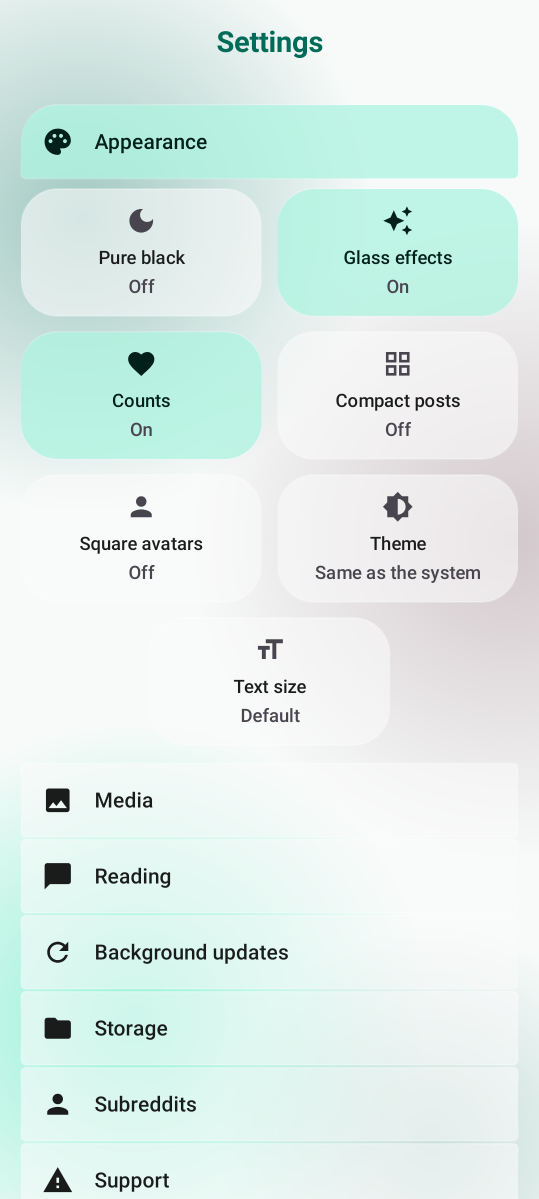 Settings
Appearance
Pure black
Off
Glass effects
On
Counts
On
Compact posts
Off
Square avatars
Off
Theme
Same as the system
Text size
Default
Media
Reading
Background updates
Storage
Subreddits
Support